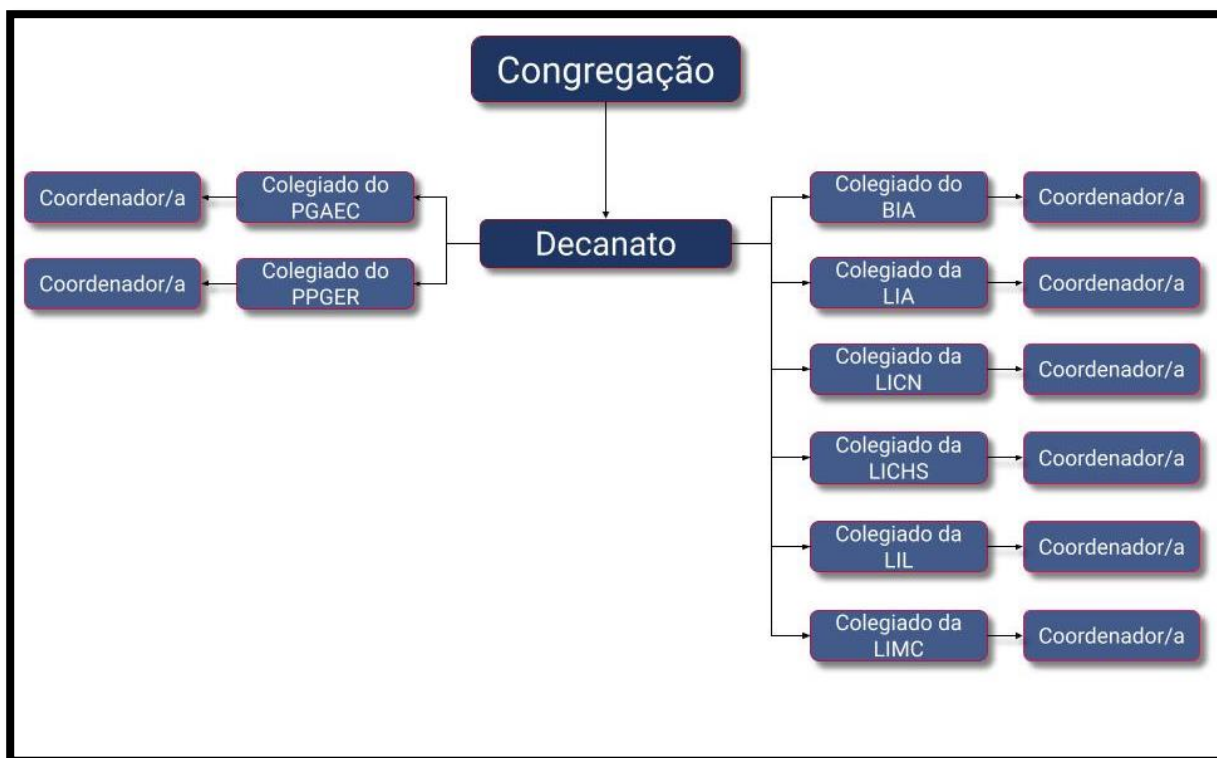 Congregação
Coordenador/a
Colegiado do
PGAEC
Coordenador/a
Colegiado do
PPGER
Decanato
Colegiado do
BIA
Coordenador/a
Colegiado da
LIA
Coordenador/a
Colegiado da
LICN
Coordenador/a
Colegiado da
LICHS
Coordenador/a
Colegiado da
LIL
Coordenador/a
Colegiado da
LIMC
Coordenador/a